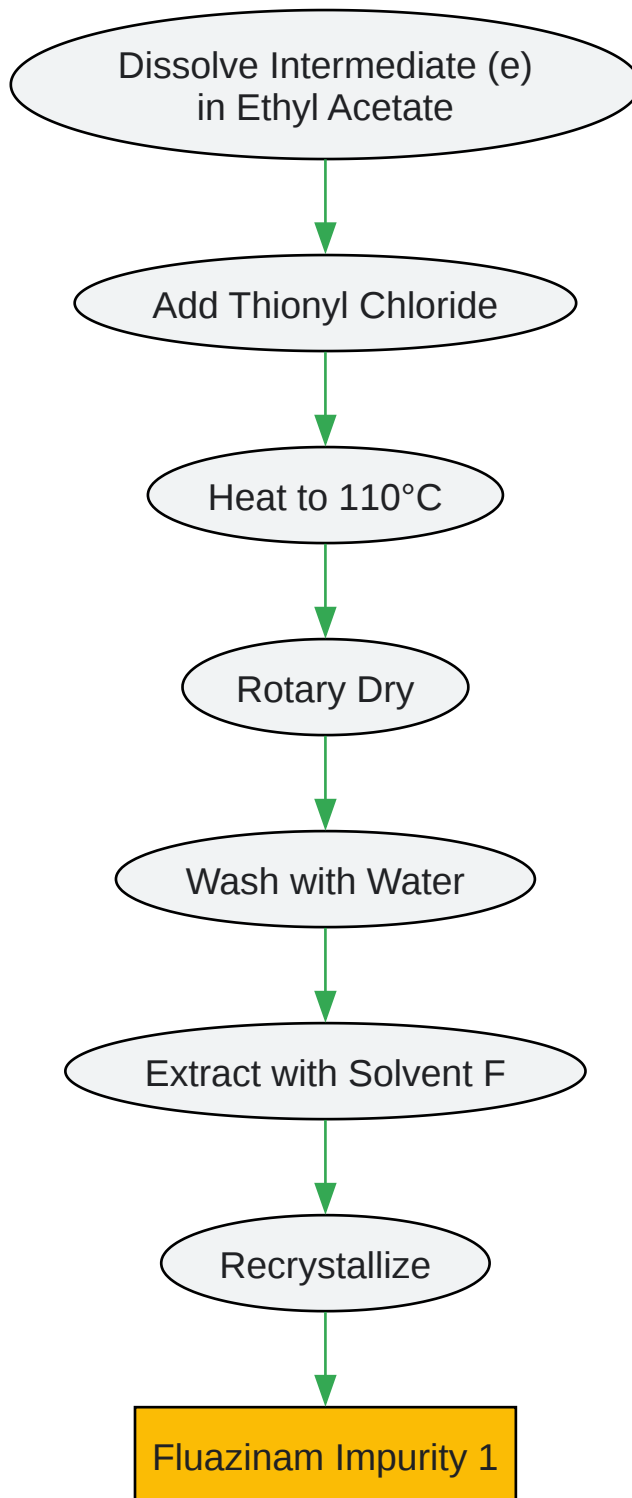 Dissolve Intermediate (e)
in Ethyl Acetate
Add Thionyl Chloride
Heat to 110°C
Rotary Dry
Wash with Water
Extract with Solvent F
Recrystallize
Fluazinam Impurity 1